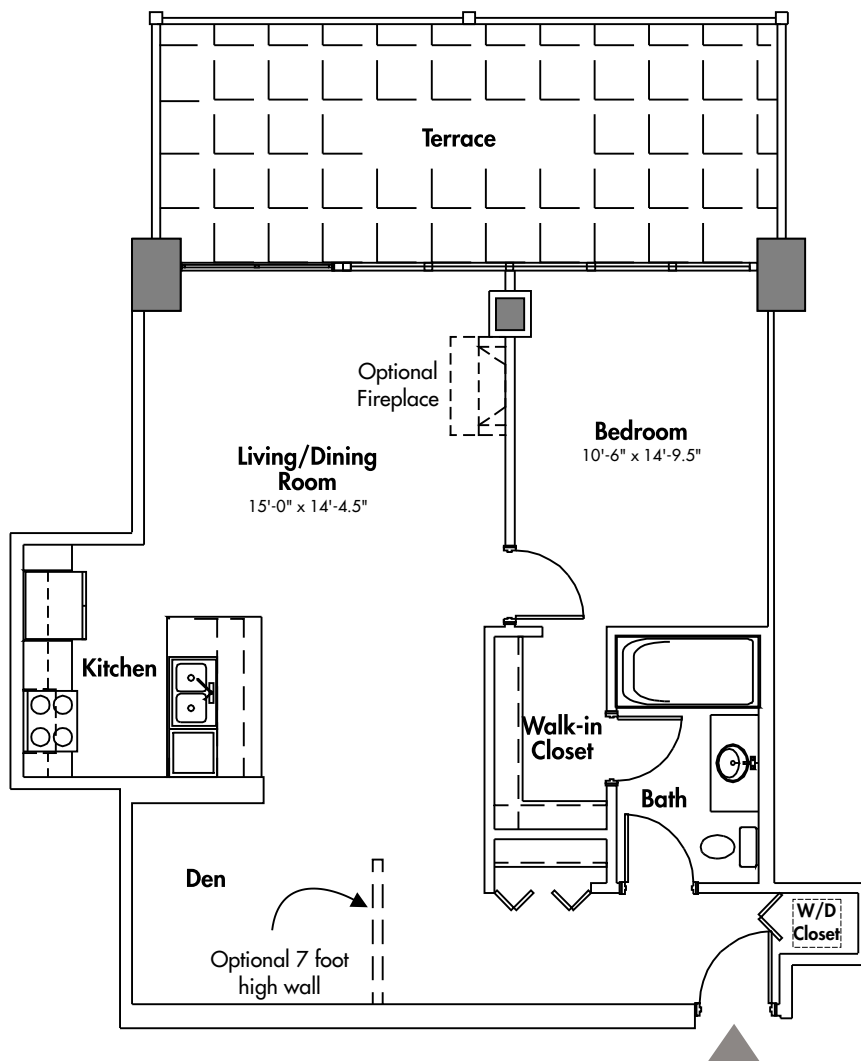 Terrace
Optional
Fireplace
Bedroom
10'-6" x 14'-9.5"
Living/Dining
Room
15'-0" x 14'-4.5"
Kitchen
Walk-in
Closet
Bath
Den
W/D
Closet
Optional 7 foot
high wall